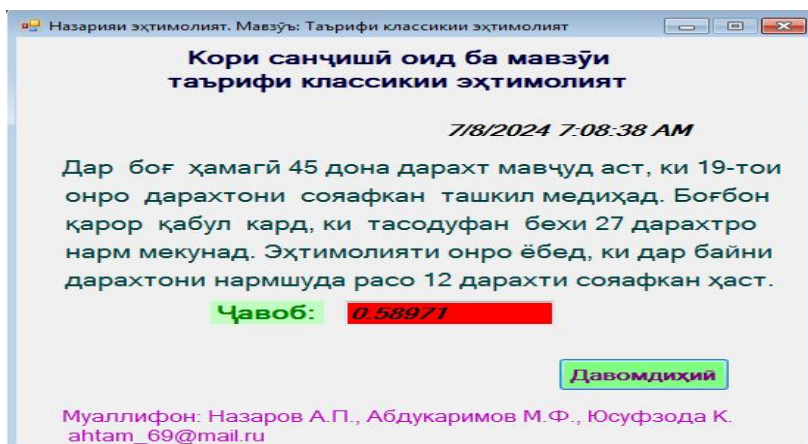 Назарияи эҳтимолият. Мавзӯъ: Таърифи классикии эҳтимолият
Кори санҷишӣ оид ба мавзӯи
таърифи классикии эҳтимолият
7/8/2024 7:08:38 AM
Дар боғ ҳамагӣ 45 дона дарахт мавҷуд аст, ки 19-тои
онро дарахтони сояафкан ташкил медиҳад. Боғбон
қарор қабул кард, ки тасодуфан бехи 27 дарахтро
нарм мекунад. Эҳтимолияти онро ёбед, ки дар байни
дарахтони нармшуда расо 12 дарахти сояафкан ҳаст.
Ҷавоб: 0.58971
Давомдиҳӣ
Муаллифон: Назаров А.П., Абдукаримов М.Ф., Юсуфзода К.
ahtam_69@mail.ru